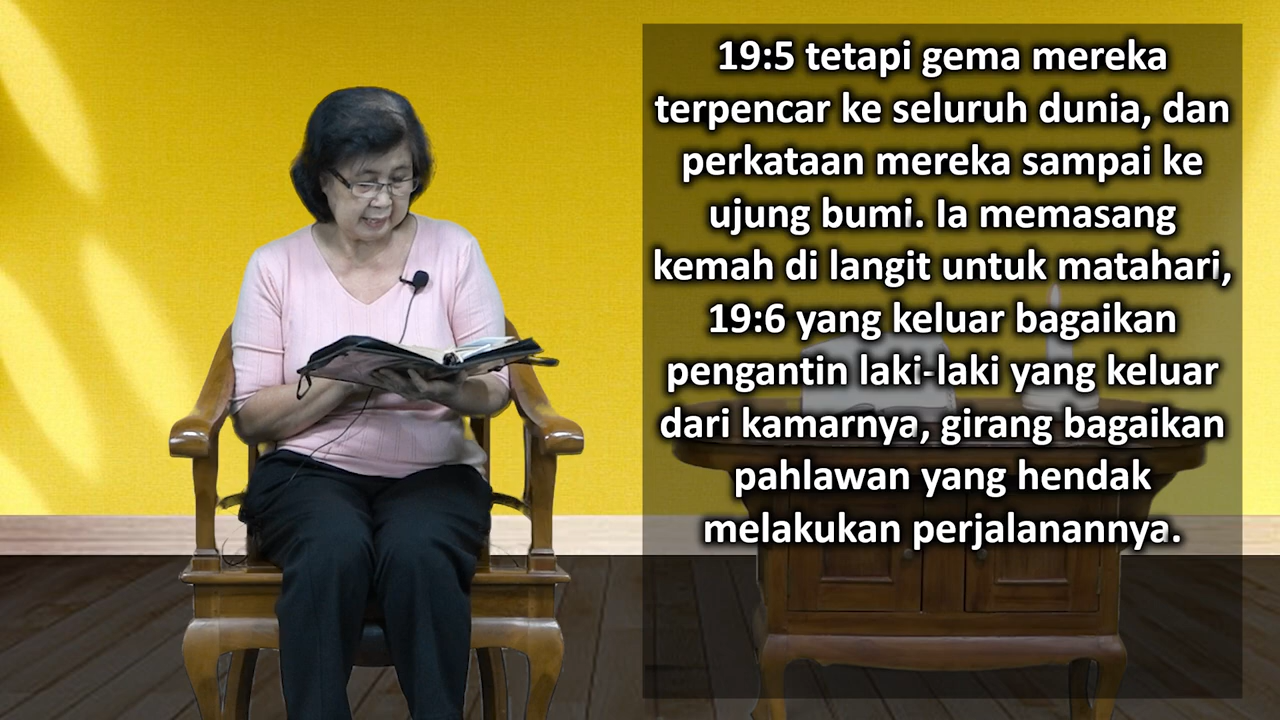 19:5 tetapi gema mereka
terpencar ke seluruh dunia, dan
perkataan mereka sampai ke
ujung bumi. Ia memasang
kemah di langit untuk matahari,
19:6 yang keluar bagaikan
pengantin laki-laki yang keluar
dari kamarnya, girang bagaikan
pahlawan yang hendak
melakukan perjalanannya.